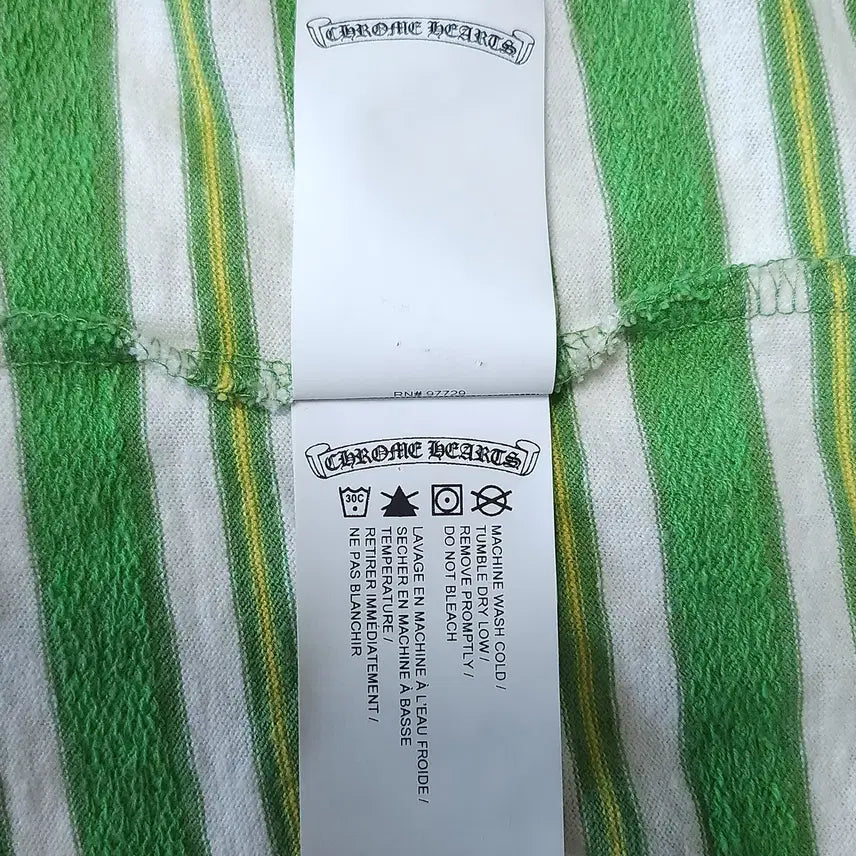 CHROME HEARTS
RN# 97729
CHROME HEARTS
30C
MACHINE WASH COLD /
TUMBLE DRY LOW /
REMOVE PROMPTLY /
DO NOT BLEACH
LAVAGE EN MACHINE À L'EAU FROIDE /
SECHER EN MACHINE À BASSE
TEMPERATURE /
RETIRER IMMÉDIATEMENT /
NE PAS BLANCHIR